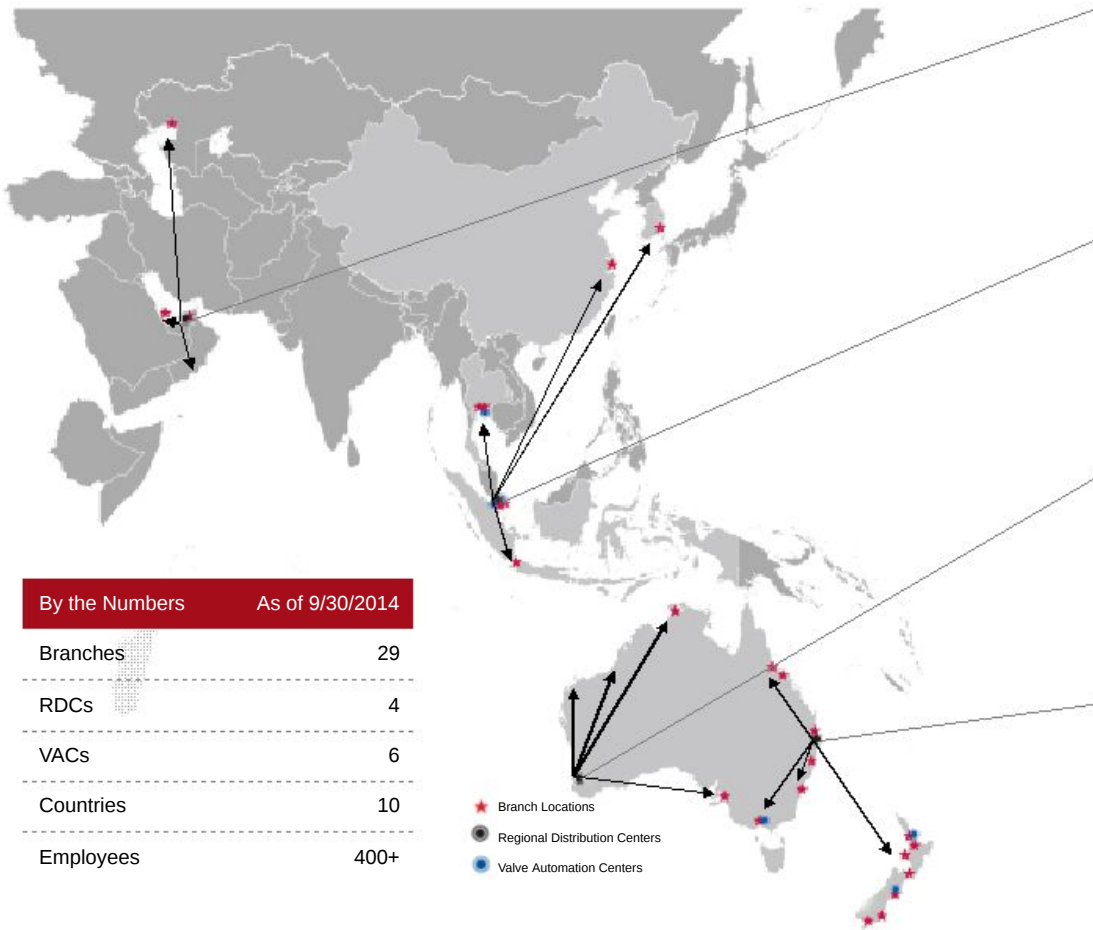 By the Numbers As of 9/30/2014
Branches 29
RDCs 4
VACs 6
Countries 10
Employees 400+
Branch Locations
Regional Distribution Centers
Valve Automation Centers